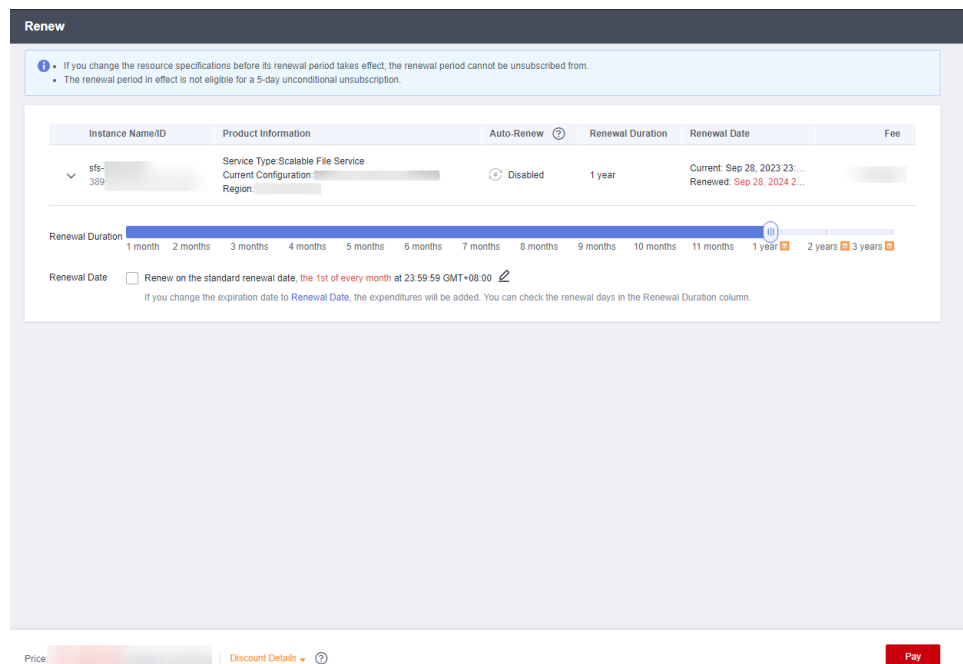 Renew
If you change the resource specifications before its renewal period takes effect, the renewal period cannot be unsubscribed from.
The renewal period in effect is not eligible for a 5-day unconditional unsubscription.
Instance Name/ID Product Information Auto-Renew ? Renewal Duration Renewal Date Fee
sfs-
389
Service Type:Scalable File Service
Current Configuration:
Region:
Disabled
1 year
Current: Sep 28, 2023 23:...
Renewed: Sep 28, 2024 2...
Renewal Duration
1 month 2 months 3 months 4 months 5 months 6 months 7 months 8 months 9 months 10 months 11 months 1 year 2 years 3 years
Renewal Date Renew on the standard renewal date, the 1st of every month at 23:59:59 GMT+08:00
If you change the expiration date to Renewal Date, the expenditures will be added. You can check the renewal days in the Renewal Duration column.
Price: Discount Details ? Pay